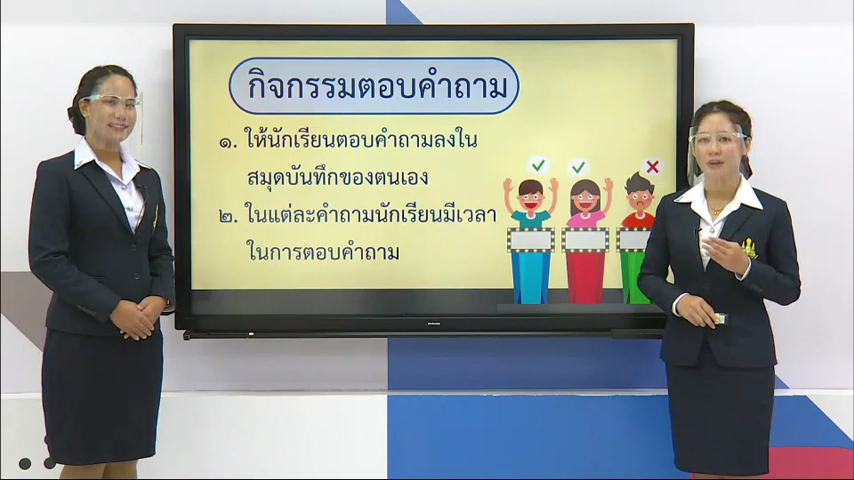 กิจกรรมตอบคำถาม
๑. ให้นักเรียนตอบคำถามลงใน
สมุดบันทึกของตนเอง
๒. ในแต่ละคำถามนักเรียนมีเวลา
ในการตอบคำถาม